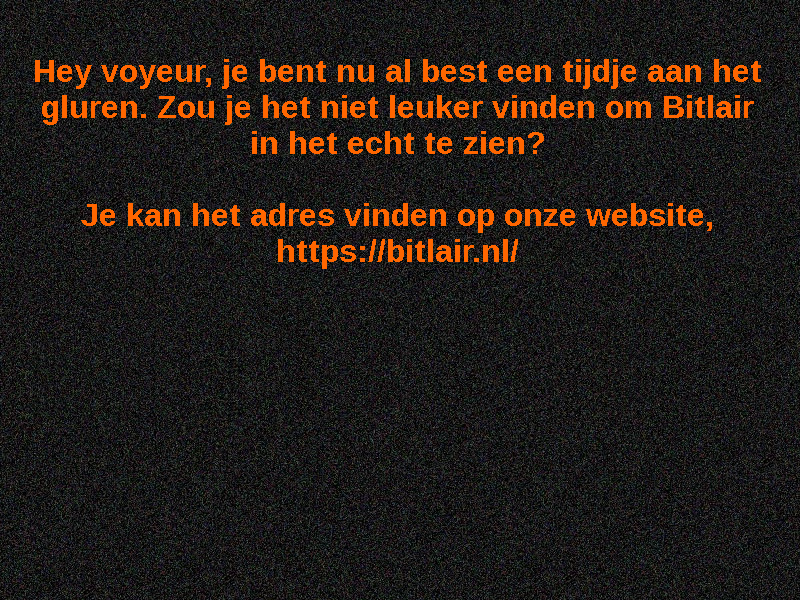 Hey voyeur, je bent nu al best een tijdje aan het
gluren. Zou je het niet leuker vinden om Bitlair
in het echt te zien?
Je kan het adres vinden op onze website,
https://bitlair.nl/